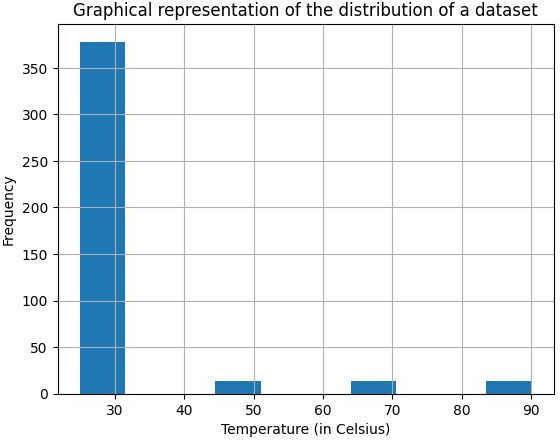 Graphical representation of the distribution of a dataset
350
300
250
200
150
100
50
0
Frequency
30 40 50 60 70 80 90
Temperature (in Celsius)